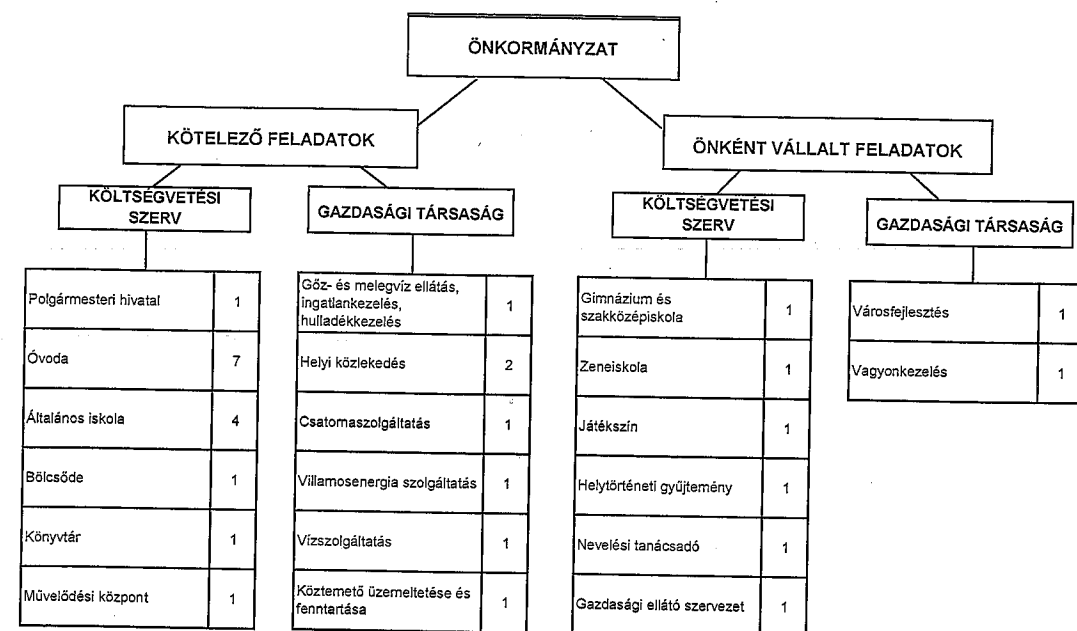 ÖNKORMÁNYZAT
KÖTELEZŐ FELADATOK
ÖNKÉNT VÁLLALT FELADATOK
KÖLTSÉGVETÉSI
SZERV
GAZDASÁGI TÁRSASÁG
KÖLTSÉGVETÉSI
SZERV
GAZDASÁGI TÁRSASÁG
Polgármesteri hivatal 1
Óvoda 7
Általános iskola 4
Bölcsőde 1
Könyvtár 1
Művelődési központ 1
Gőz- és melegvíz ellátás,
ingatlankezelés,
hulladékkezelés 1
Helyi közlekedés 2
Csatornaszolgáltatás 1
Villamosenergia szolgáltatás 1
Vízszolgáltatás 1
Köztemető üzemeltetése és
fenntartása 1
Gimnázium és
szakközépiskola 1
Zeneiskola 1
Játékszín 1
Helytörténeti gyűjtemény 1
Nevelési tanácsadó 1
Gazdasági ellátó szervezet 1
Városfejlesztés 1
Vagyonkezelés 1